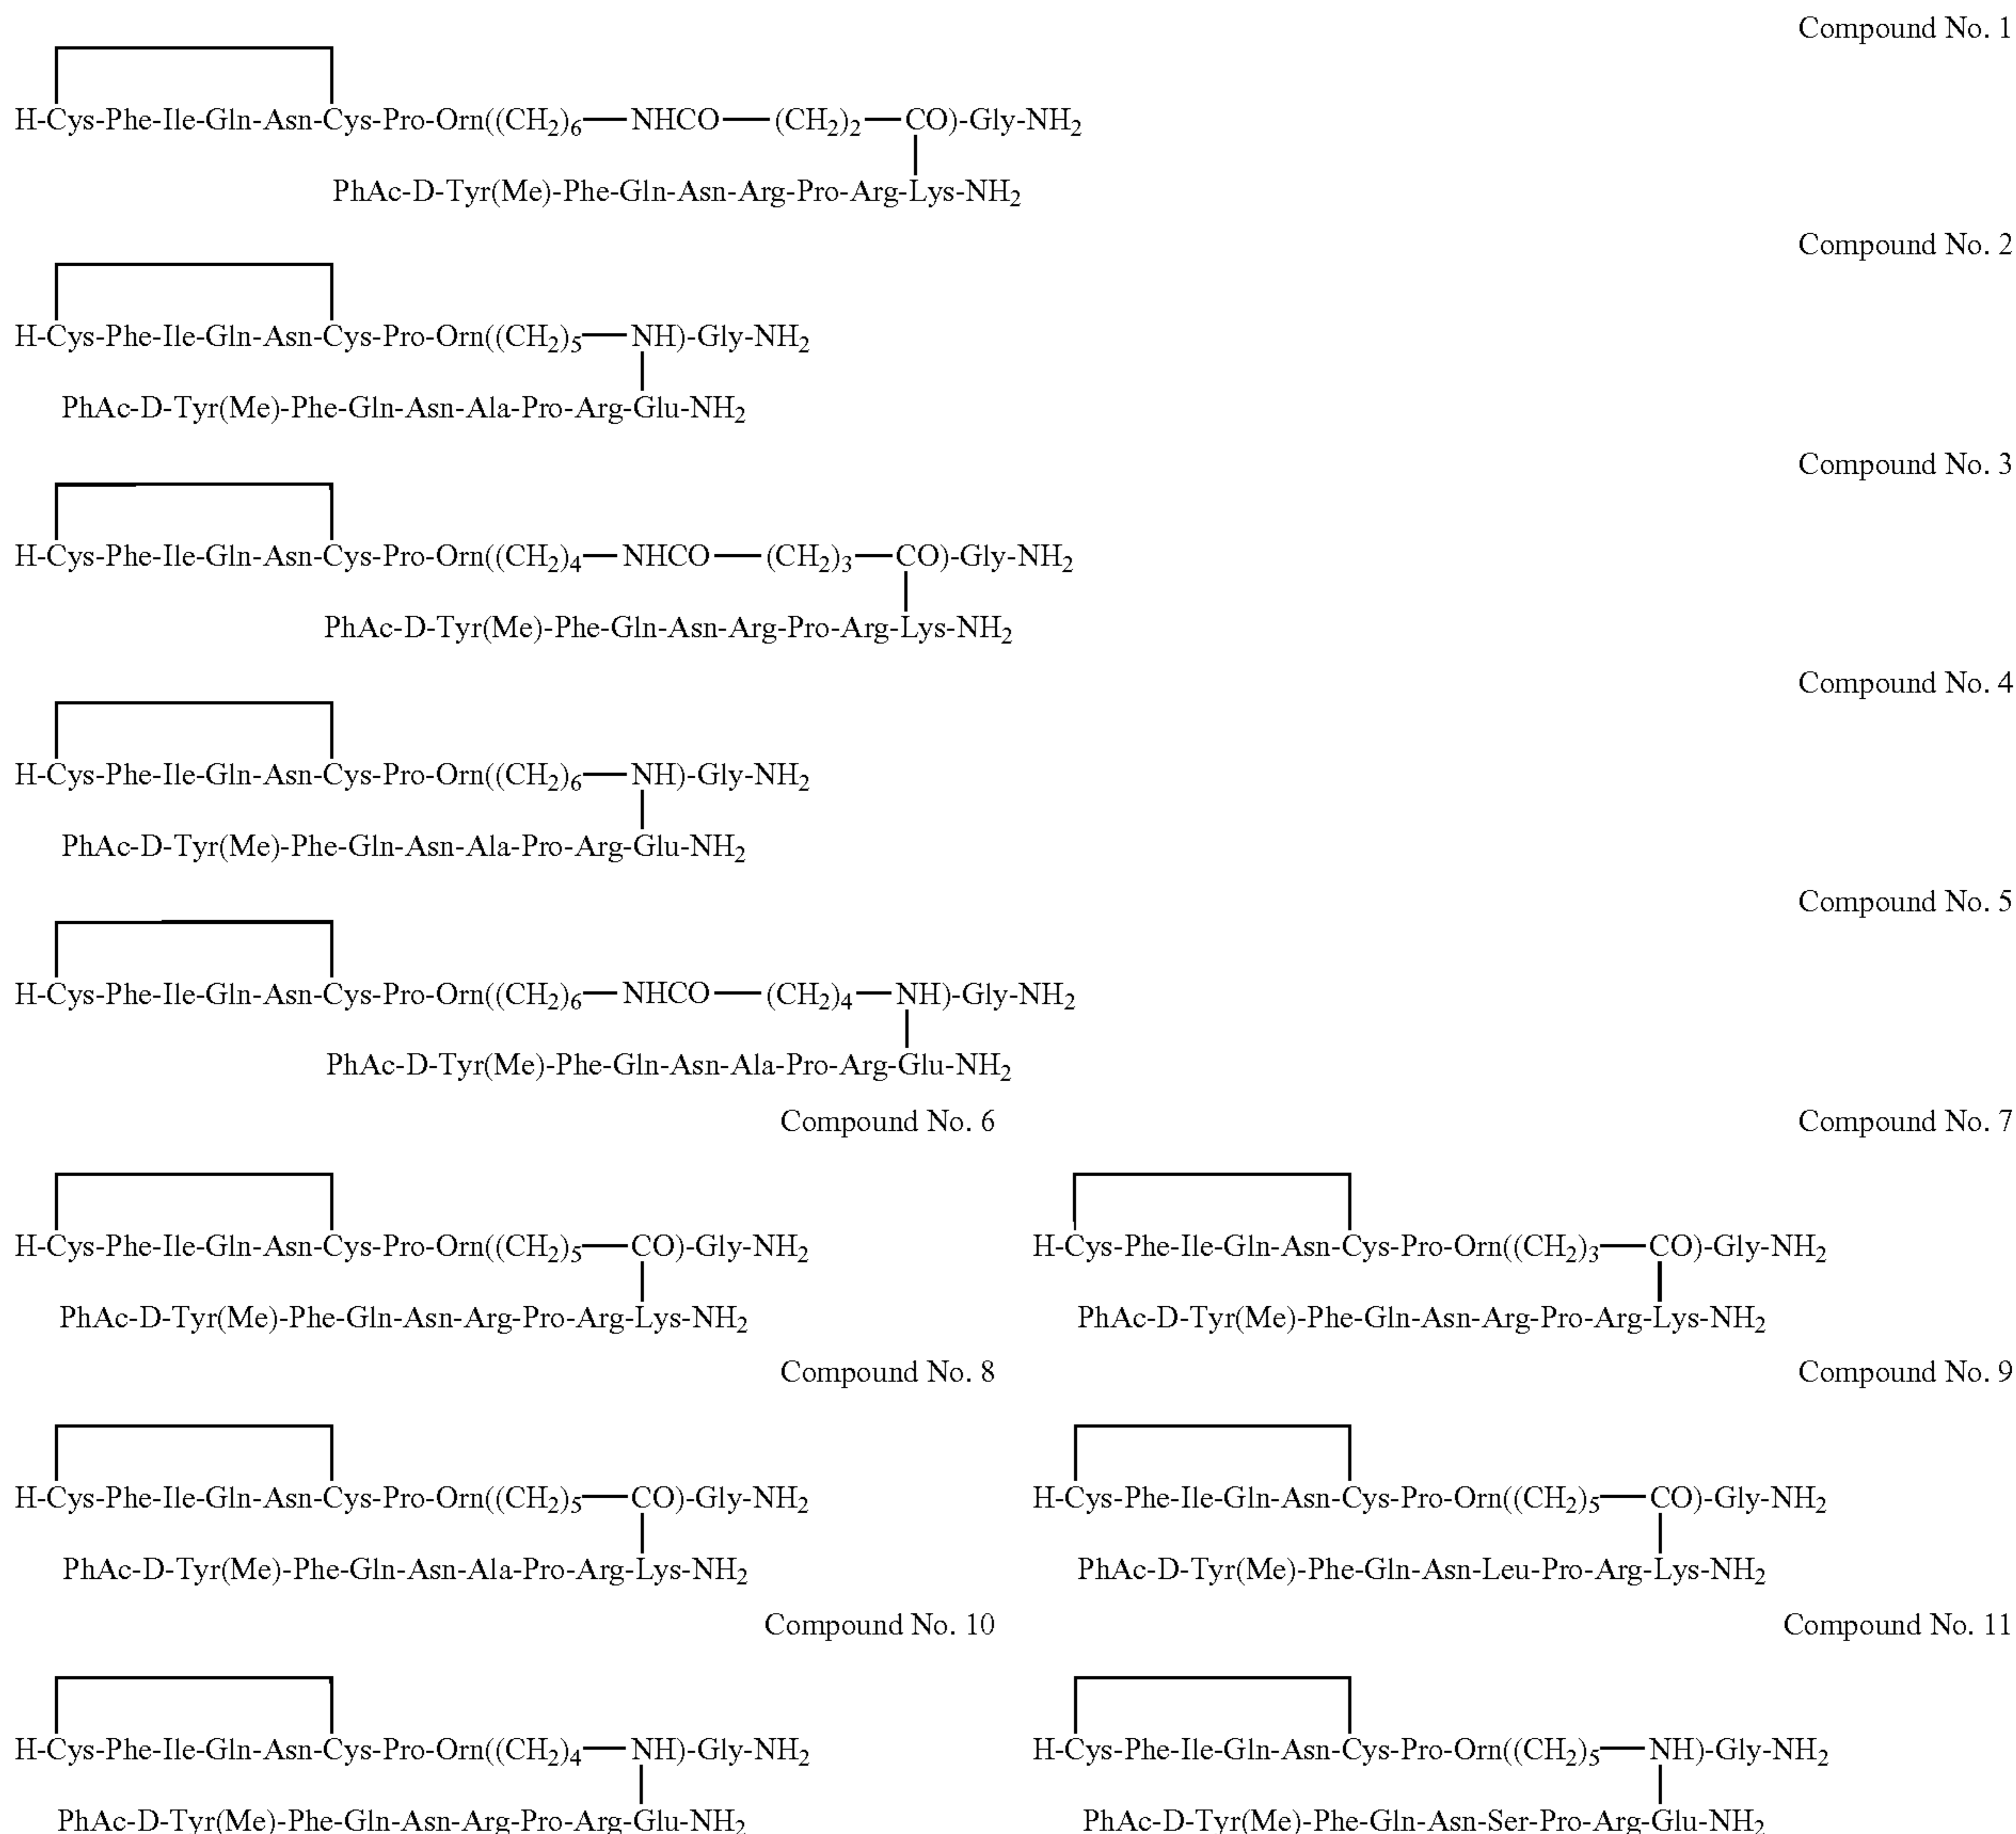 Compound No. 1
H-Cys-Phe-Ile-Gln-Asn-Cys-Pro-Orn((CH₂)₆—NHCO—(CH₂)₂—CO)-Gly-NH₂
PhAc-D-Tyr(Me)-Phe-Gln-Asn-Arg-Pro-Arg-Lys-NH₂
Compound No. 2
H-Cys-Phe-Ile-Gln-Asn-Cys-Pro-Orn((CH₂)₅—NH)-Gly-NH₂
PhAc-D-Tyr(Me)-Phe-Gln-Asn-Ala-Pro-Arg-Glu-NH₂
Compound No. 3
H-Cys-Phe-Ile-Gln-Asn-Cys-Pro-Orn((CH₂)₄—NHCO—(CH₂)₃—CO)-Gly-NH₂
PhAc-D-Tyr(Me)-Phe-Gln-Asn-Arg-Pro-Arg-Lys-NH₂
Compound No. 4
H-Cys-Phe-Ile-Gln-Asn-Cys-Pro-Orn((CH₂)₆—NH)-Gly-NH₂
PhAc-D-Tyr(Me)-Phe-Gln-Asn-Ala-Pro-Arg-Glu-NH₂
Compound No. 5
H-Cys-Phe-Ile-Gln-Asn-Cys-Pro-Orn((CH₂)₆—NHCO—(CH₂)₄—NH)-Gly-NH₂
PhAc-D-Tyr(Me)-Phe-Gln-Asn-Ala-Pro-Arg-Glu-NH₂
Compound No. 6
H-Cys-Phe-Ile-Gln-Asn-Cys-Pro-Orn((CH₂)₅—CO)-Gly-NH₂
PhAc-D-Tyr(Me)-Phe-Gln-Asn-Arg-Pro-Arg-Lys-NH₂
Compound No. 7
H-Cys-Phe-Ile-Gln-Asn-Cys-Pro-Orn((CH₂)₃—CO)-Gly-NH₂
PhAc-D-Tyr(Me)-Phe-Gln-Asn-Arg-Pro-Arg-Lys-NH₂
Compound No. 8
H-Cys-Phe-Ile-Gln-Asn-Cys-Pro-Orn((CH₂)₅—CO)-Gly-NH₂
PhAc-D-Tyr(Me)-Phe-Gln-Asn-Ala-Pro-Arg-Lys-NH₂
Compound No. 9
H-Cys-Phe-Ile-Gln-Asn-Cys-Pro-Orn((CH₂)₅—CO)-Gly-NH₂
PhAc-D-Tyr(Me)-Phe-Gln-Asn-Leu-Pro-Arg-Lys-NH₂
Compound No. 10
H-Cys-Phe-Ile-Gln-Asn-Cys-Pro-Orn((CH₂)₄—NH)-Gly-NH₂
PhAc-D-Tyr(Me)-Phe-Gln-Asn-Arg-Pro-Arg-Glu-NH₂
Compound No. 11
H-Cys-Phe-Ile-Gln-Asn-Cys-Pro-Orn((CH₂)₅—NH)-Gly-NH₂
PhAc-D-Tyr(Me)-Phe-Gln-Asn-Ser-Pro-Arg-Glu-NH₂